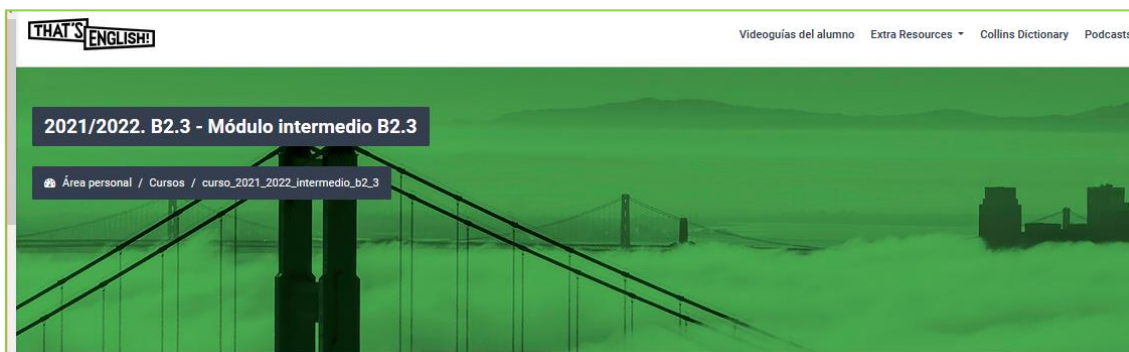 THAT'S ENGLISH!
Videoguías del alumno Extra Resources Collins Dictionary Podcasts
2021/2022. B2.3 - Módulo intermedio B2.3
Área personal / Cursos / curso_2021_2022_intermedio_b2_3